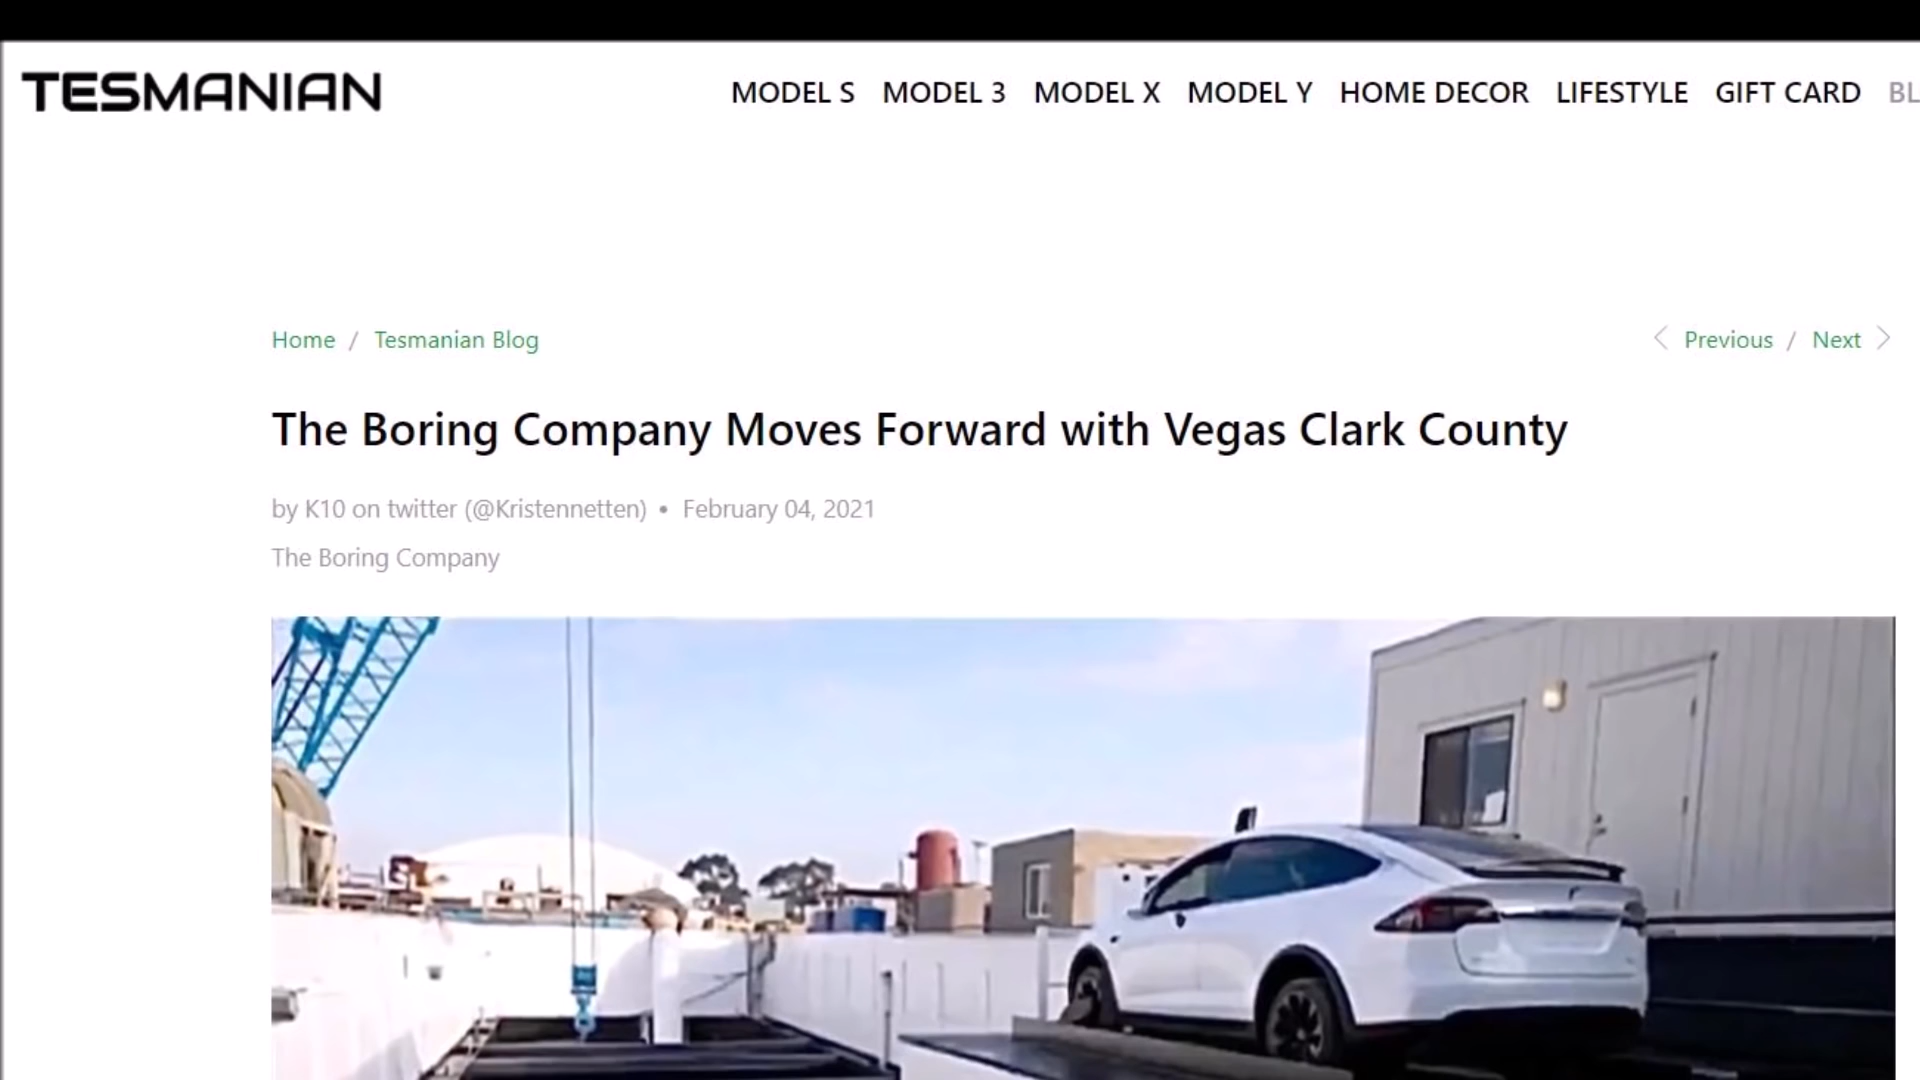 TESMANIAN
MODEL S MODEL 3 MODEL X MODEL Y HOME DECOR LIFESTYLE GIFT CARD BL
Home / Tesmanian Blog
Previous / Next
The Boring Company Moves Forward with Vegas Clark County
by K10 on twitter (@Kristennetten) • February 04, 2021
The Boring Company